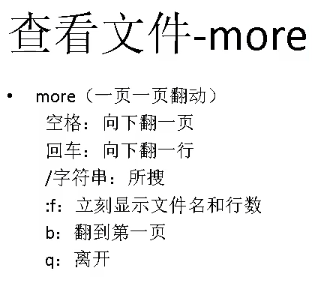 查看文件-more
• more（一页一页翻动）
空格：向下翻一页
回车：向下翻一行
/字符串：所搜
:f：立刻显示文件名和行数
b：翻到第一页
q：离开